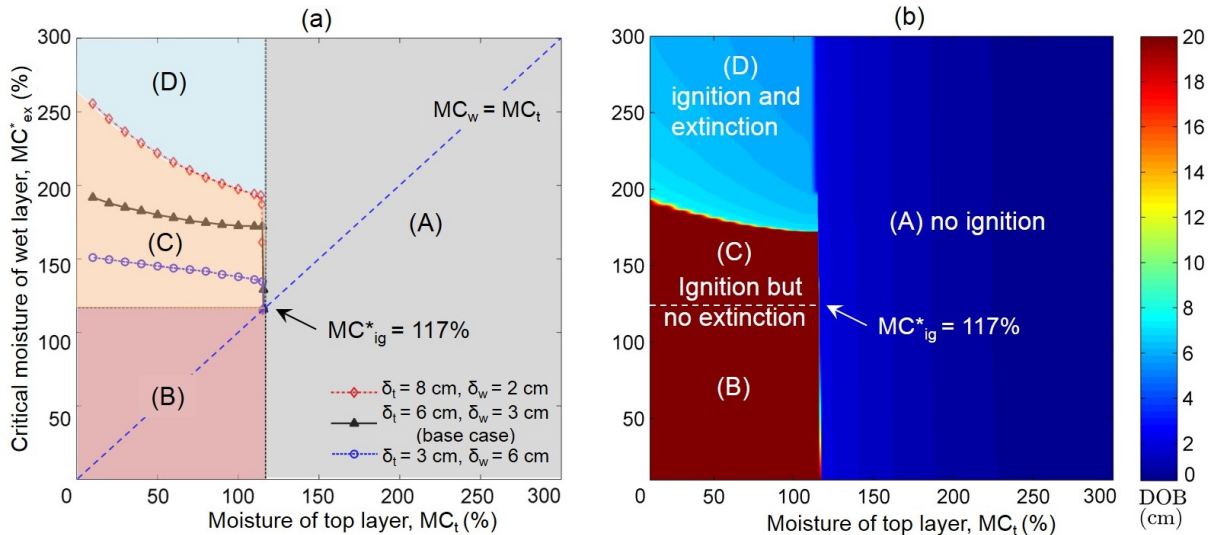 (a)
300
250
200
150
100
50
0
50
100
150
200
250
300
Critical moisture of wet layer, MC*ex (%)
Moisture of top layer, MCt (%)
(D)
(C)
(B)
(A)
MCw = MCt
MC*ig = 117%
δt = 8 cm, δw = 2 cm
δt = 6 cm, δw = 3 cm
(base case)
δt = 3 cm, δw = 6 cm
(b)
300
250
200
150
100
50
0
50
100
150
200
250
300
Moisture of top layer, MCt (%)
(D)
ignition and
extinction
(C)
Ignition but
no extinction
(B)
(A) no ignition
MC*ig = 117%
20
18
16
14
12
10
8
6
4
2
0
DOB
(cm)